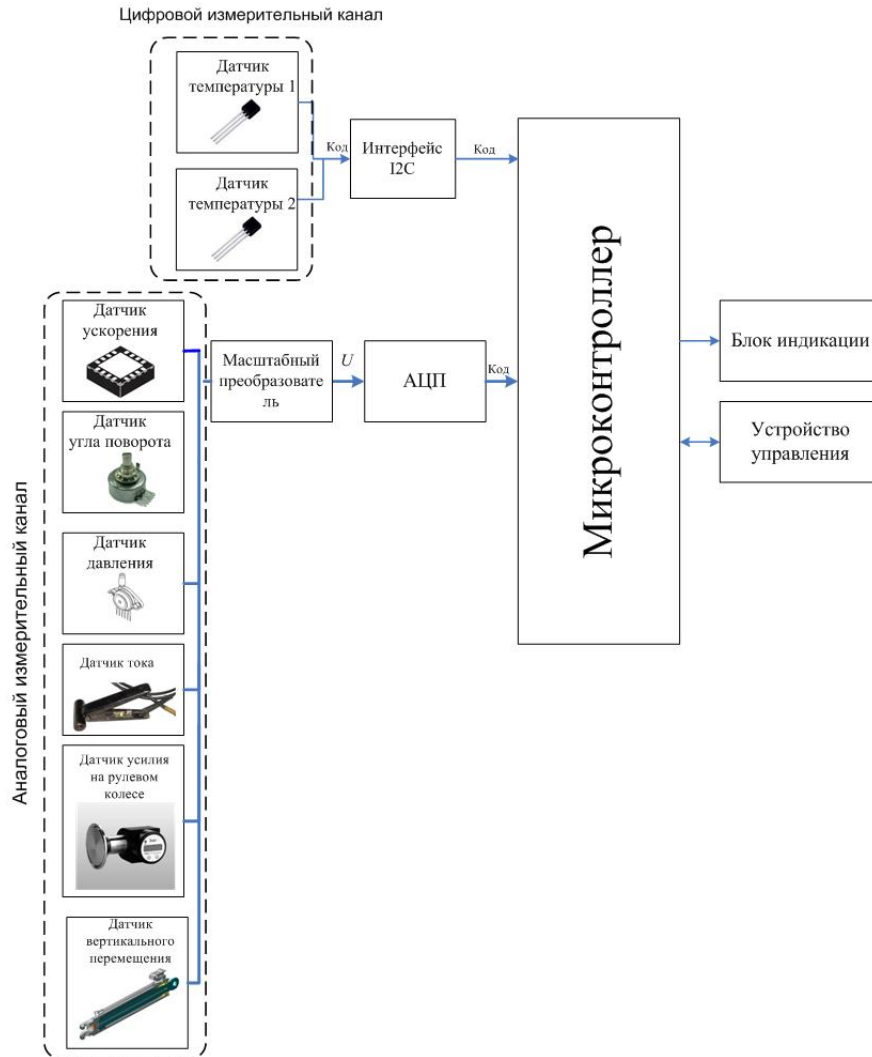 Цифровой измерительный канал
Датчик
температуры 1
Код
Интерфейс
I2C
Код
Датчик
температуры 2
Микроконтроллер
Аналоговый измерительный канал
Датчик
ускорения
Масштабный
преобразовате
ль
U
АЦП
Код
Блок индикации
Устройство
управления
Датчик
угла поворота
Датчик
давления
Датчик тока
Датчик усилия
на рулевом
колесе
Датчик
вертикального
перемещения